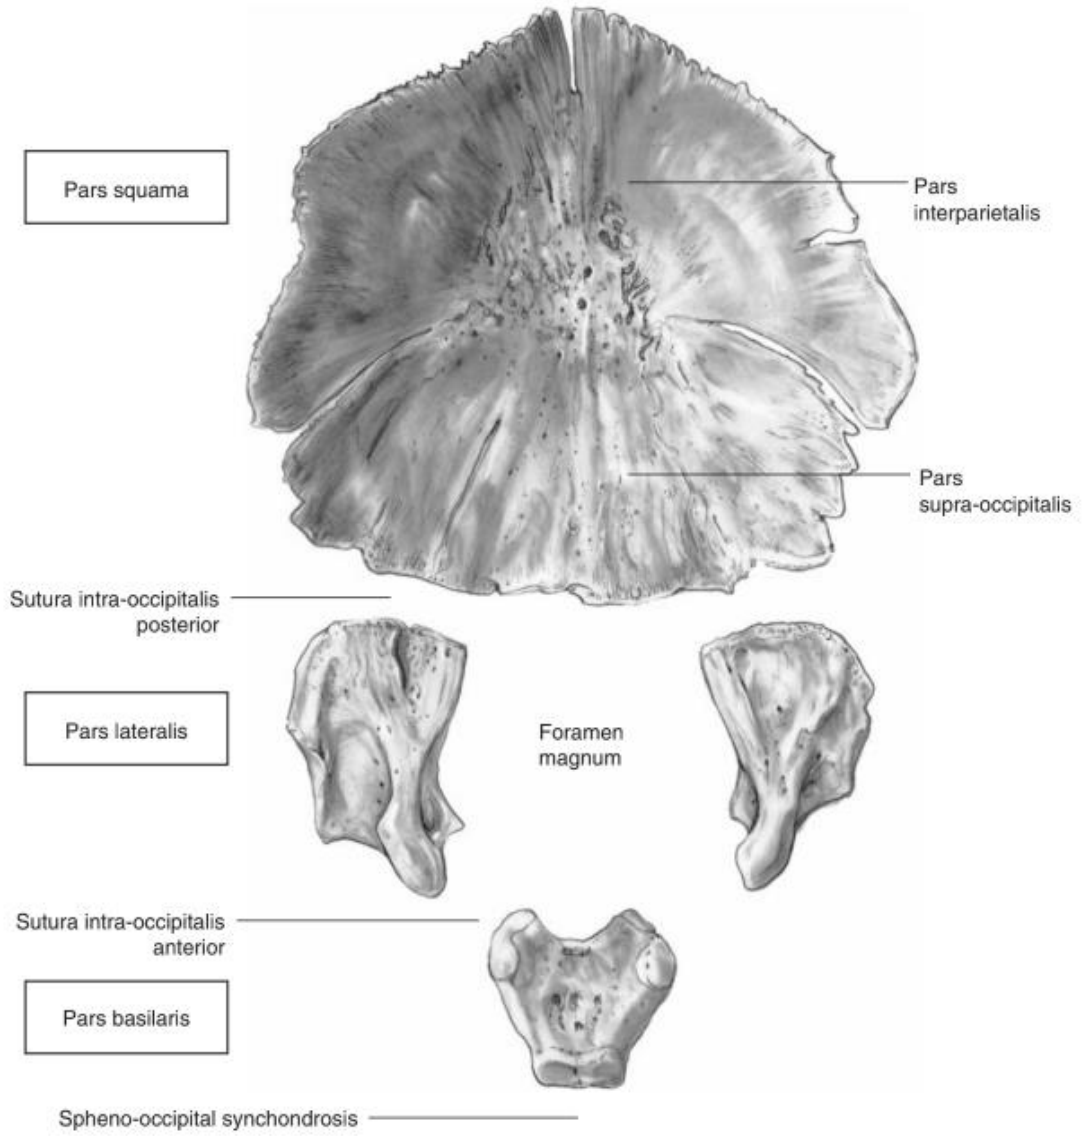 Pars squama
Pars
interparietalis
Pars
supra-occipitalis
Sutura intra-occipitalis
posterior
Pars lateralis
Foramen
magnum
Sutura intra-occipitalis
anterior
Pars basilaris
Spheno-occipital synchondrosis